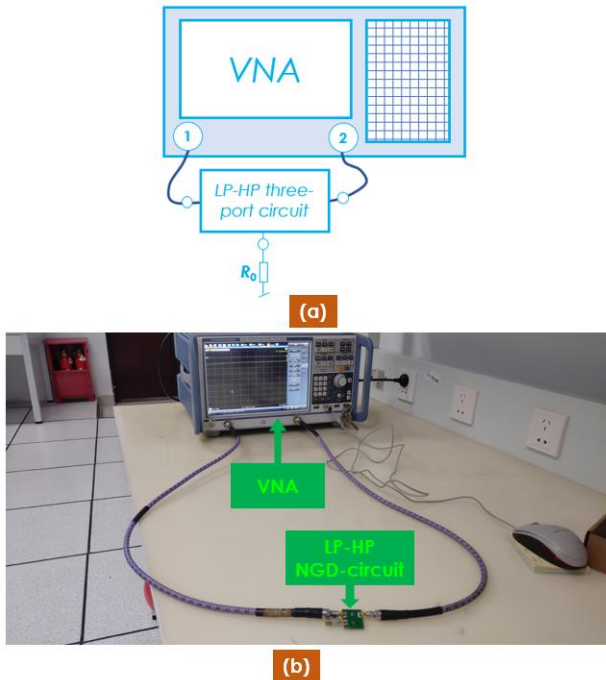 VNA
1
2
LP-HP three-
port circuit
R₀
(a)
VNA
LP-HP
NGD-circuit
(b)